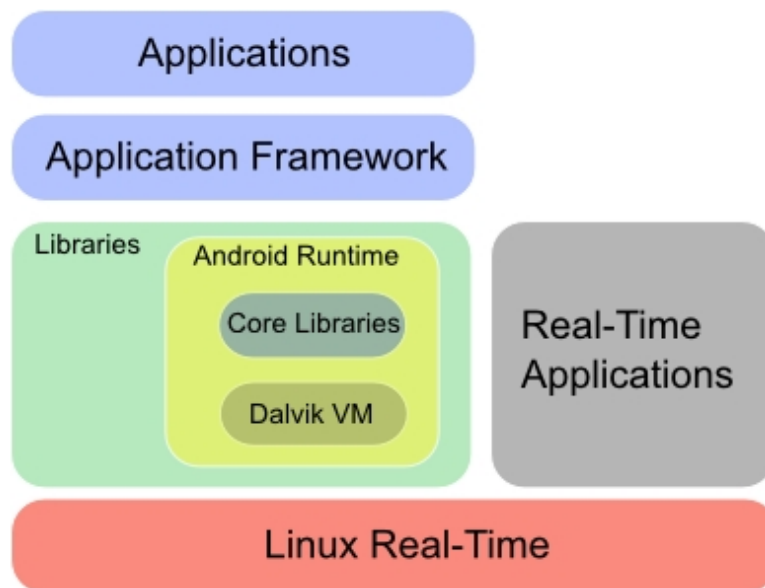 Applications
Application Framework
Libraries
Android Runtime
Core Libraries
Dalvik VM
Real-Time
Applications
Linux Real-Time